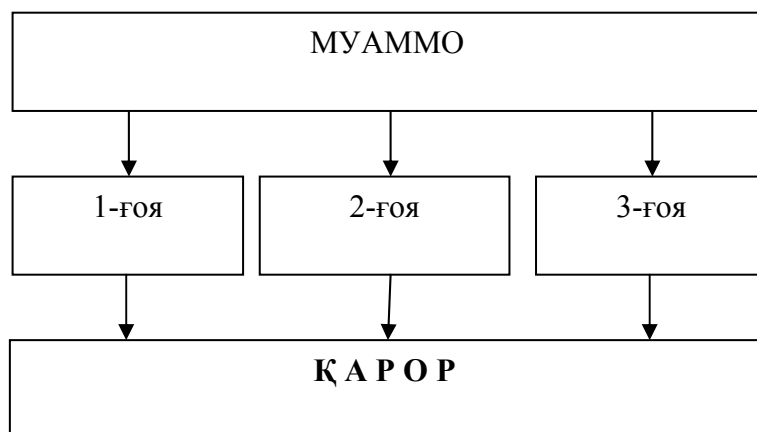 МУАММО
1-ғоя
2-ғоя
3-ғоя
Қ А Р О Р